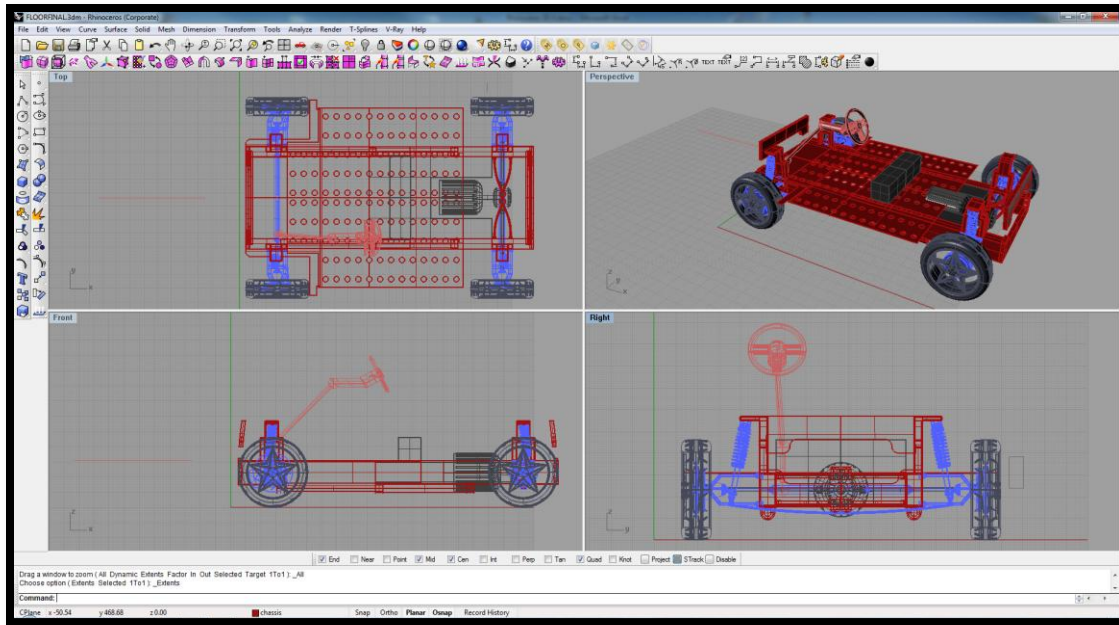 FLOORFINAL.3dm - Rhinoceros (Corporate)
File Edit View Curve Surface Solid Mesh Dimension Transform Tools Analyze Render T-Splines V-Ray Help
TEXT TEXT
Top
Perspective
y
x
z
y
x
Front
Right
z
x
z
y
End Near Point Mid Cen Int Perp Tan Quad Knot Project STrack Disable
Drag a window to zoom ( All Dynamic Extents Factor In Out Selected Target 1To1 ): _All
Choose option ( Extents Selected 1To1 ): _Extents
Command:
CPlane x -50.54 y 468.68 z 0.00 chassis Snap Ortho Planar Osnap Record History